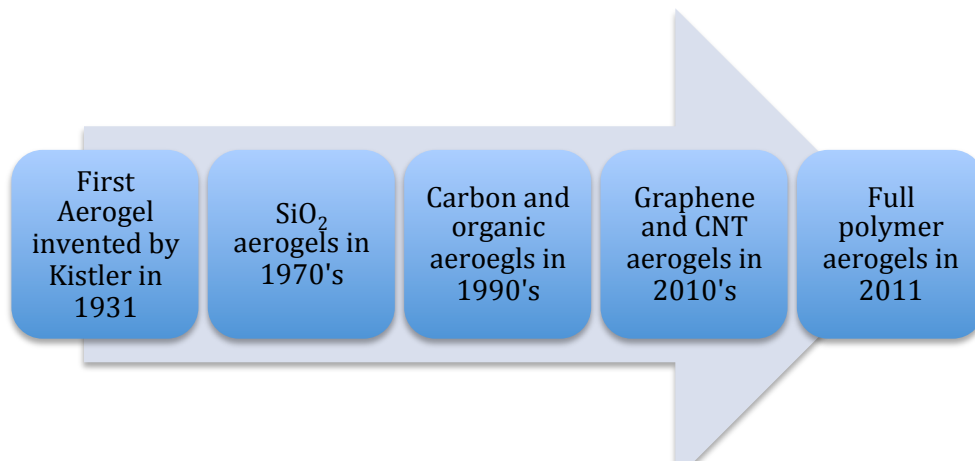 First
Aerogel
invented by
Kistler in
1931
SiO₂
aerogels in
1970's
Carbon and
organic
aeroegls in
1990's
Graphene
and CNT
aerogels in
2010's
Full
polymer
aerogels in
2011